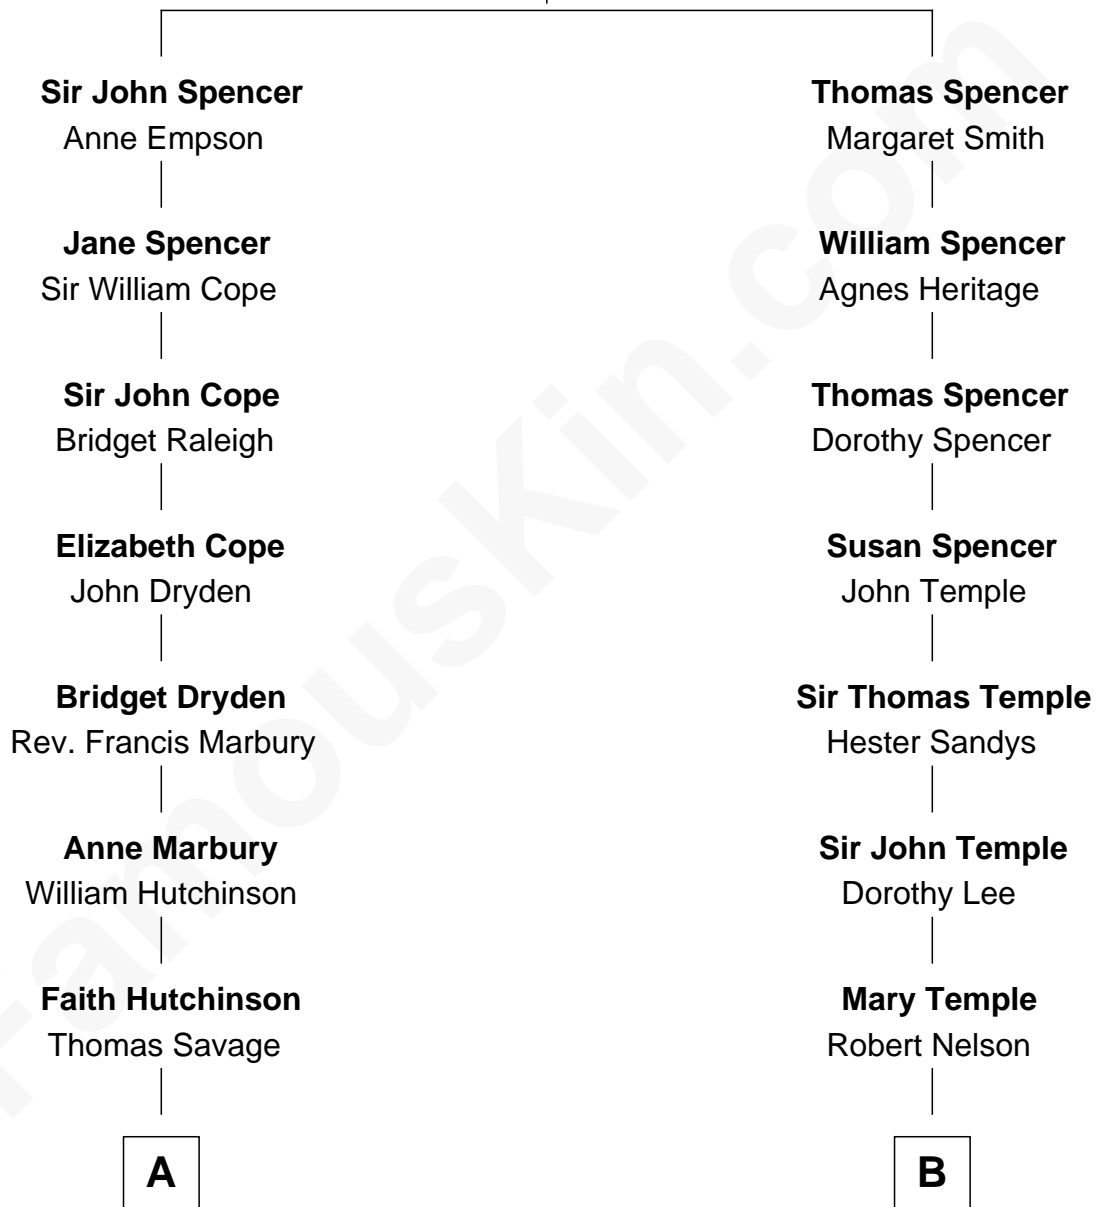 Sir John Spencer
Anne Empson
Jane Spencer
Sir William Cope
Sir John Cope
Bridget Raleigh
Elizabeth Cope
John Dryden
Bridget Dryden
Rev. Francis Marbury
Anne Marbury
William Hutchinson
Faith Hutchinson
Thomas Savage
A
Thomas Spencer
Margaret Smith
William Spencer
Agnes Heritage
Thomas Spencer
Dorothy Spencer
Susan Spencer
John Temple
Sir Thomas Temple
Hester Sandys
Sir John Temple
Dorothy Lee
Mary Temple
Robert Nelson
B
FamousKin.com